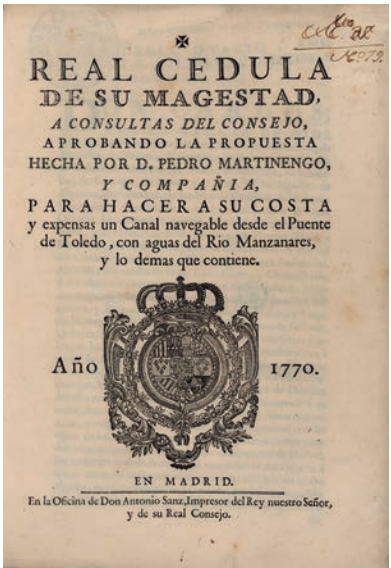 REAL CEDULA
DE SU MAGESTAD,
A CONSULTAS DEL CONSEJO,
APROBANDO LA PROPUESTA
HECHA POR D. PEDRO MARTINENGO,
Y COMPAÑIA,
PARA HACER A SU COSTA
y expensas un Canal navegable desde el Puente
de Toledo, con aguas del Rio Manzanares,
y lo demas que contiene.
Año 1770.
EN MADRID.
En la Oficina de Don Antonio Sanz, Impresor del Rey nuestro Señor,
y de su Real Consejo.